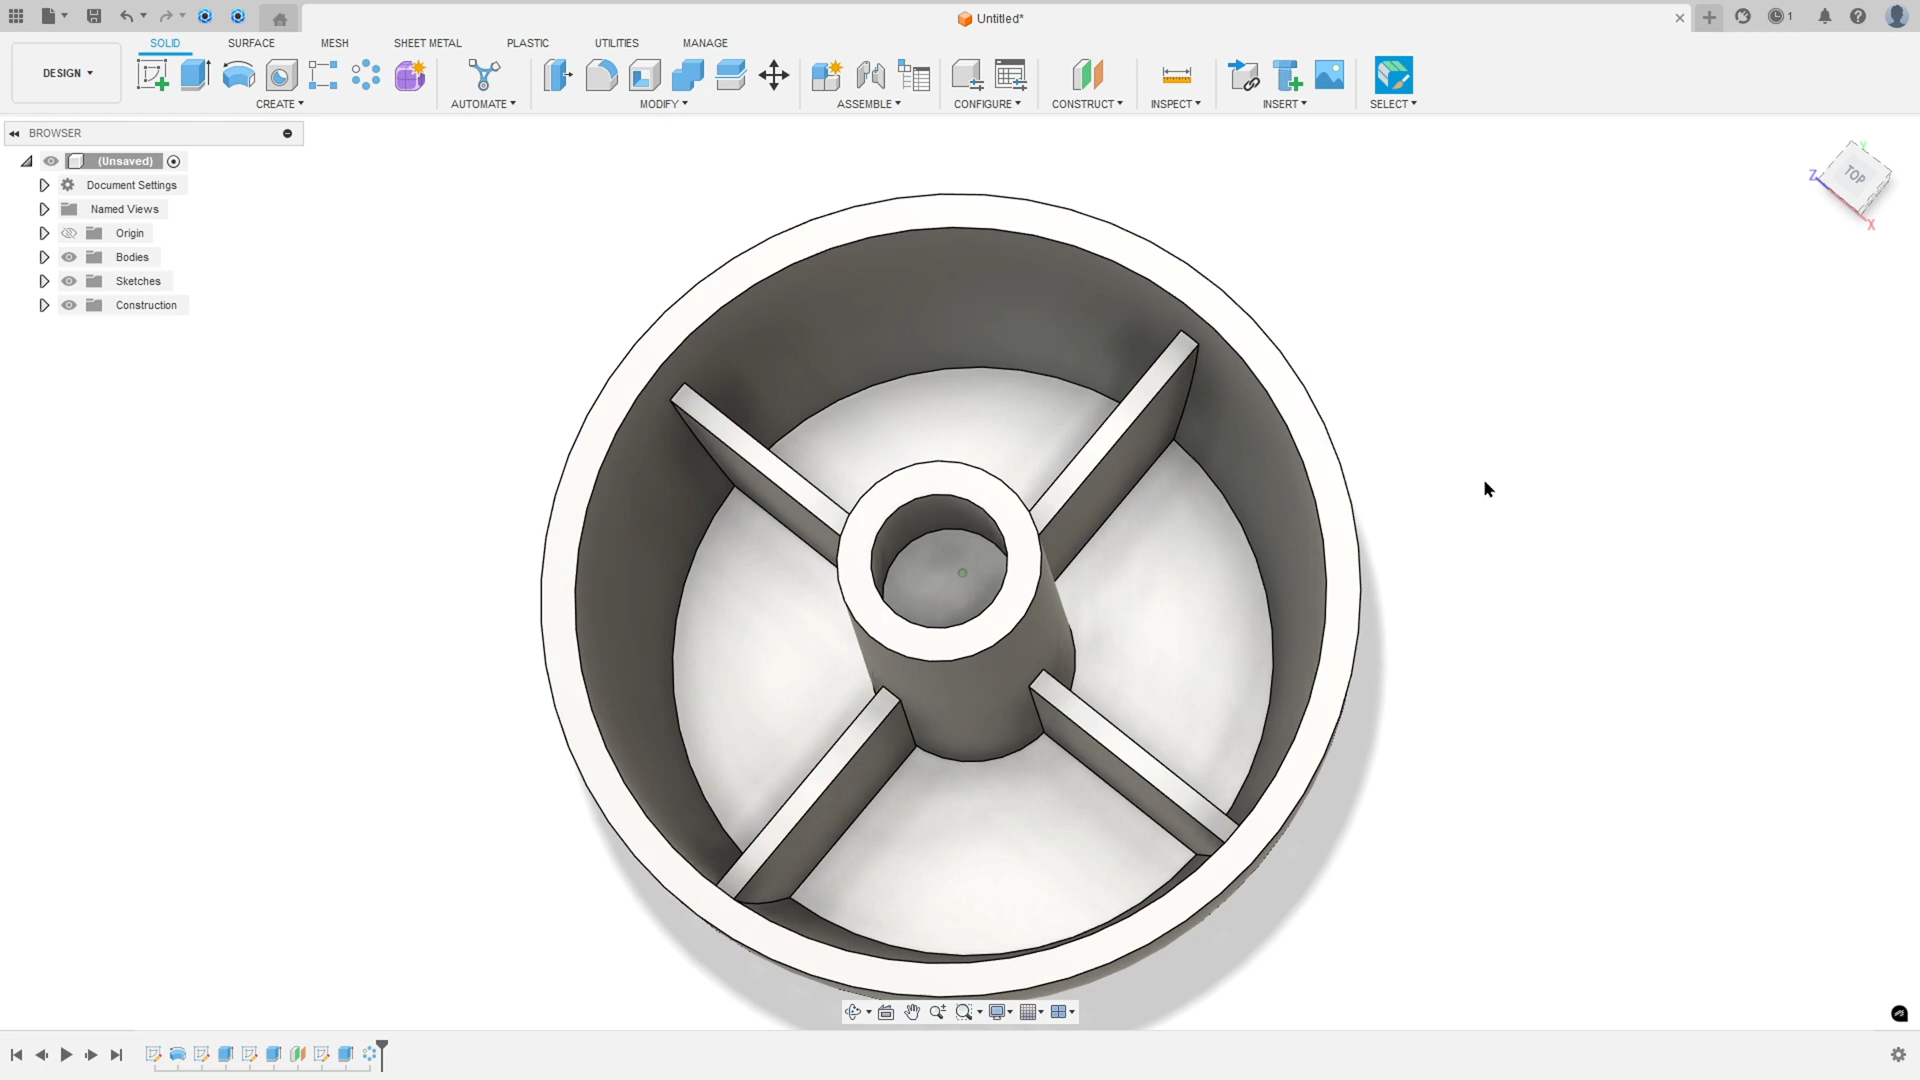 Untitled*
1
SOLID SURFACE MESH SHEET METAL PLASTIC UTILITIES MANAGE
DESIGN
CREATE AUTOMATE MODIFY ASSEMBLE CONFIGURE CONSTRUCT INSPECT INSERT SELECT
BROWSER
(Unsaved)
Document Settings
Named Views
Origin
Bodies
Sketches
Construction
Y
Z
TOP
X